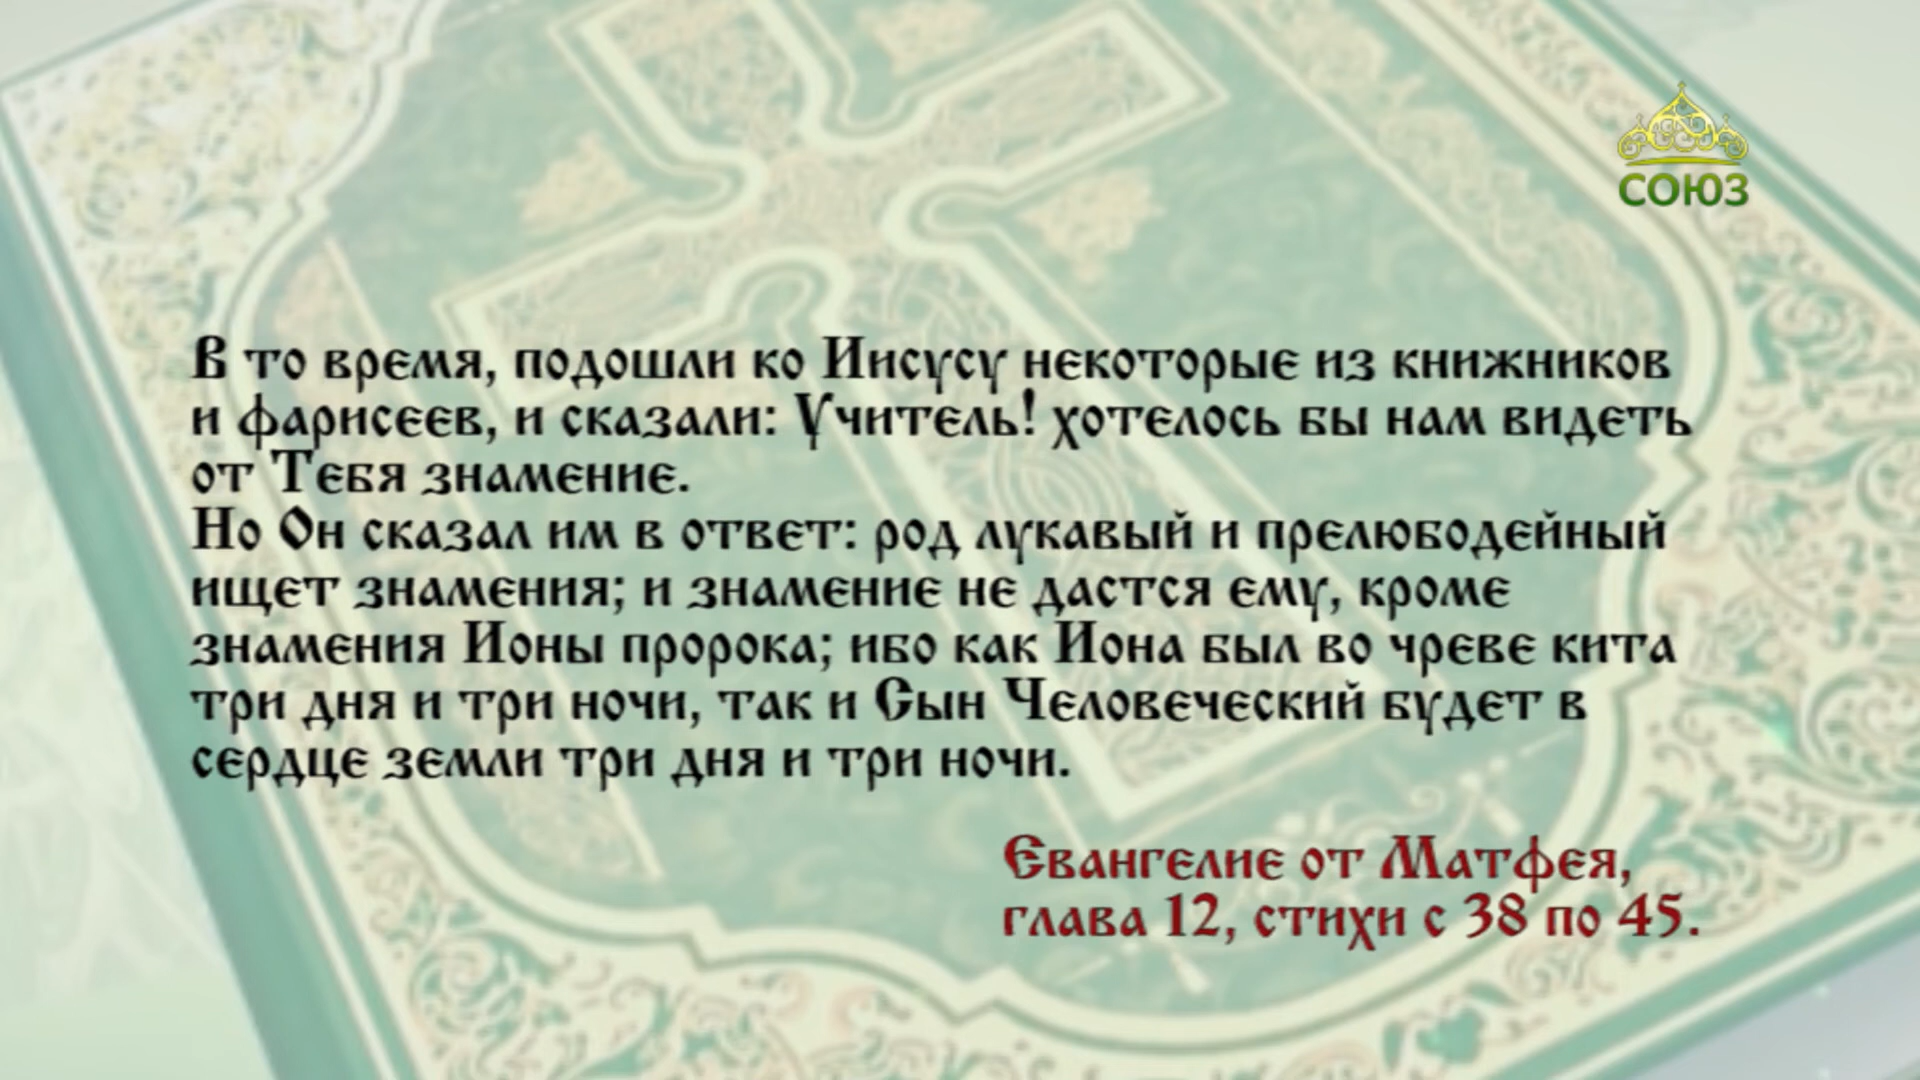 СОЮЗ
В то время, подошли ко Иисусу некоторые из книжников
и фарисеев, и сказали: Учитель! хотелось бы нам видеть
от Тебя знамение.
Но Он сказал им в ответ: род лукавый и прелюбодейный
ищет знамения; и знамение не дастся ему, кроме
знамения Ионы пророка; ибо как Иона был во чреве кита
три дня и три ночи, так и Сын Человеческий будет в
сердце земли три дня и три ночи.
Евангелие от Матфея,
глава 12, стихи с 38 по 45.